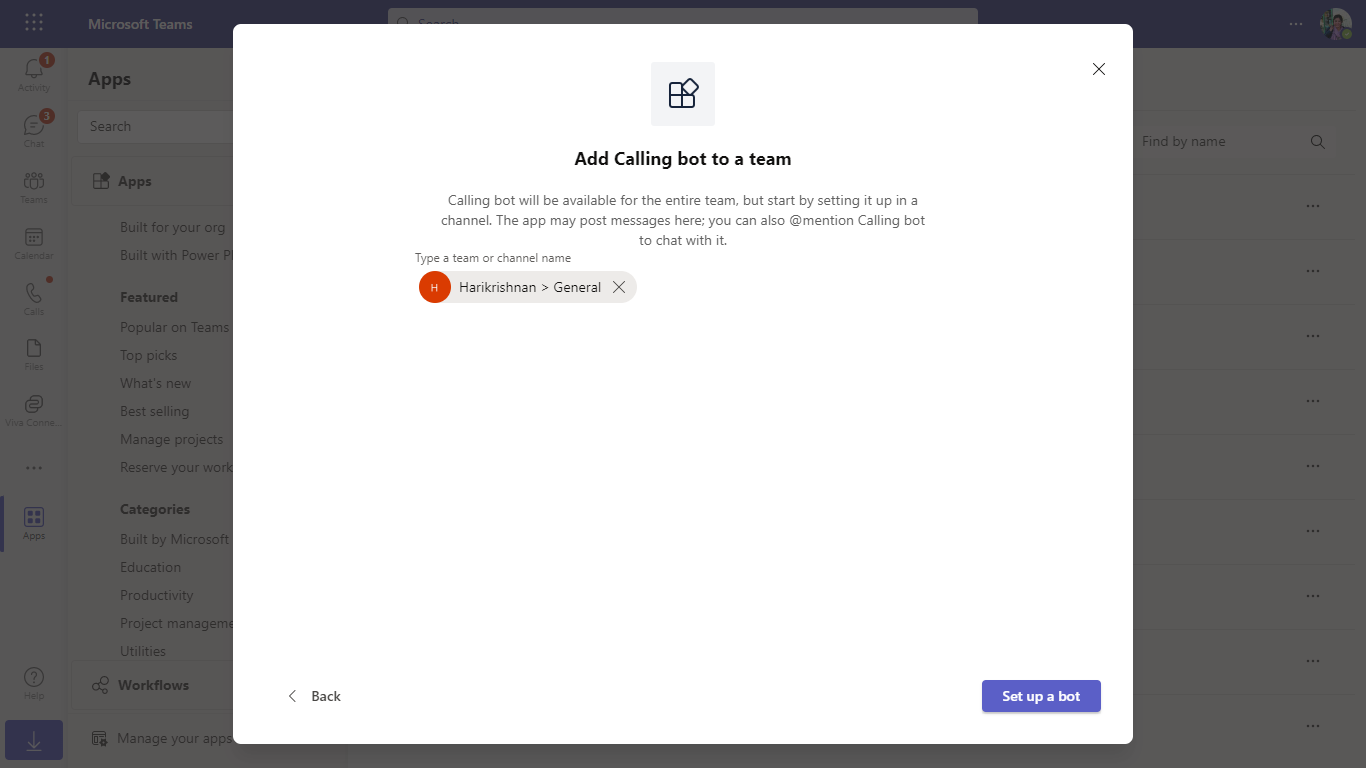 Microsoft Teams
Search
1
Activity
3
Chat
Teams
Calendar
Calls
Files
Viva Conne...
Apps
Help
Apps
Search
Apps
Built for your org
Built with Power Pl
Featured
Popular on Teams
Top picks
What's new
Best selling
Manage projects
Reserve your work
Categories
Built by Microsoft
Education
Productivity
Project manageme
Utilities
Workflows
Manage your apps
Find by name
Add Calling bot to a team
Calling bot will be available for the entire team, but start by setting it up in a
channel. The app may post messages here; you can also @mention Calling bot
to chat with it.
Type a team or channel name
H
Harikrishnan > General
Back
Set up a bot